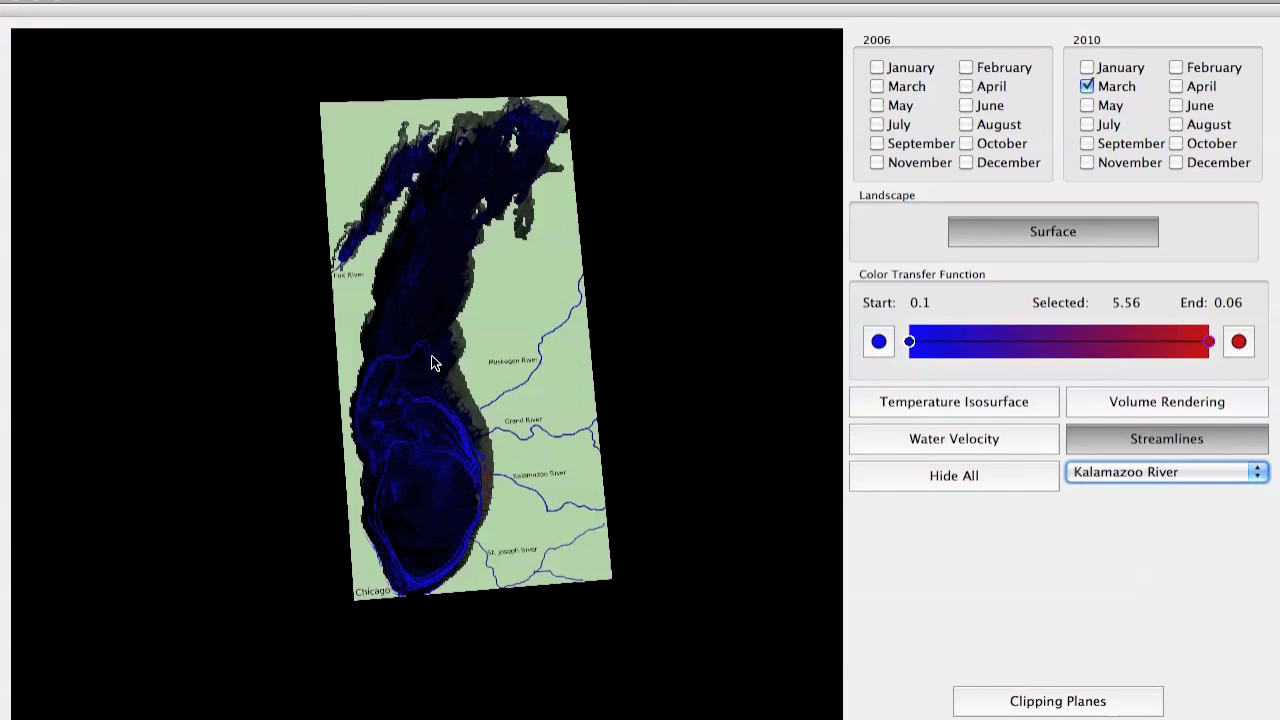 2006
January February
March April
May June
July August
September October
November December
2010
January February
March April
May June
July August
September October
November December
Landscape
Surface
Color Transfer Function
Start: 0.1 Selected: 5.56 End: 0.06
Temperature Isosurface Volume Rendering
Water Velocity Streamlines
Hide All Kalamazoo River
Clipping Planes
Fox River
Muskegon River
Grand River
Kalamazoo River
St. Joseph River
Chicago